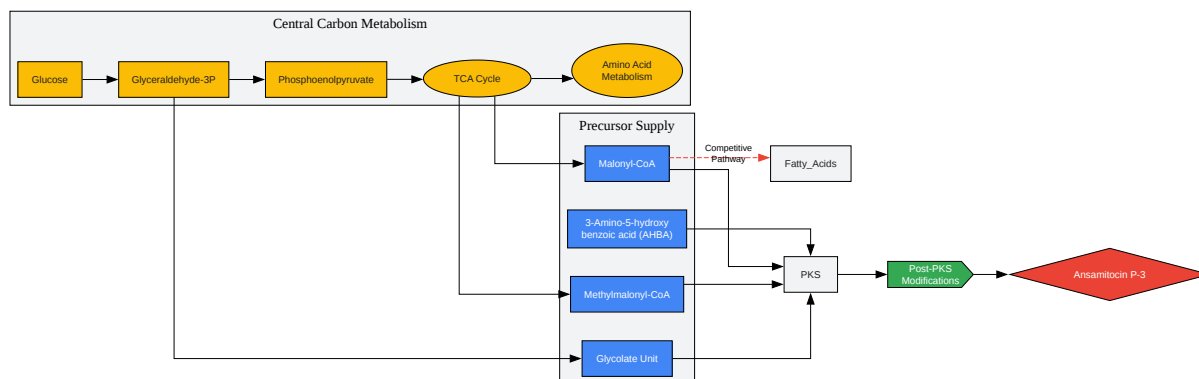 Central Carbon Metabolism
Glucose
Glyceraldehyde-3P
Phosphoenolpyruvate
TCA Cycle
Amino Acid
Metabolism
Precursor Supply
Malonyl-CoA
Competitive
Pathway
Fatty_Acids
3-Amino-5-hydroxy
benzoic acid (AHBA)
PKS
Post-PKS
Modifications
Ansamitocin P-3
Methylmalonyl-CoA
Glycolate Unit